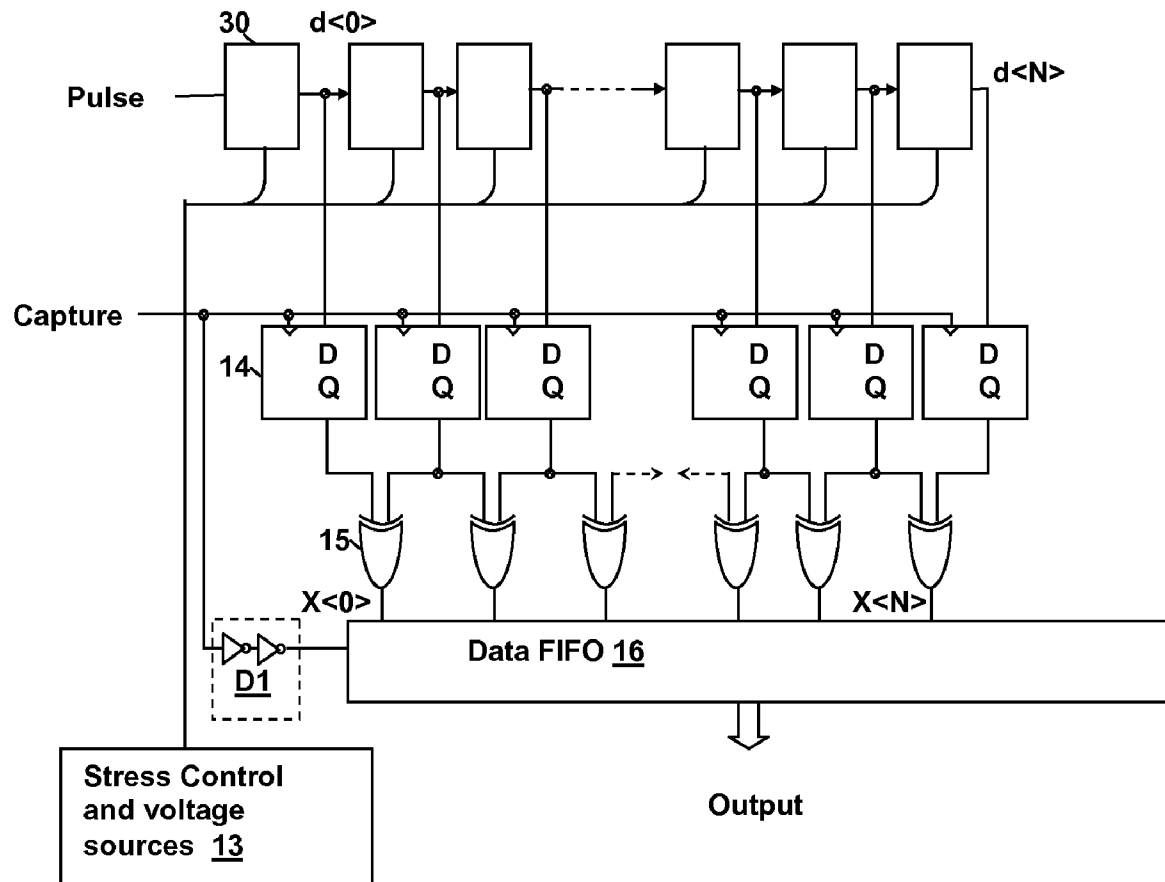 30
d<0>
d<N>
Pulse
Capture
14
D
Q
D
Q
D
Q
D
Q
D
Q
D
Q
15
X<0>
X<N>
Data FIFO 16
D1
Stress Control
and voltage
sources 13
Output